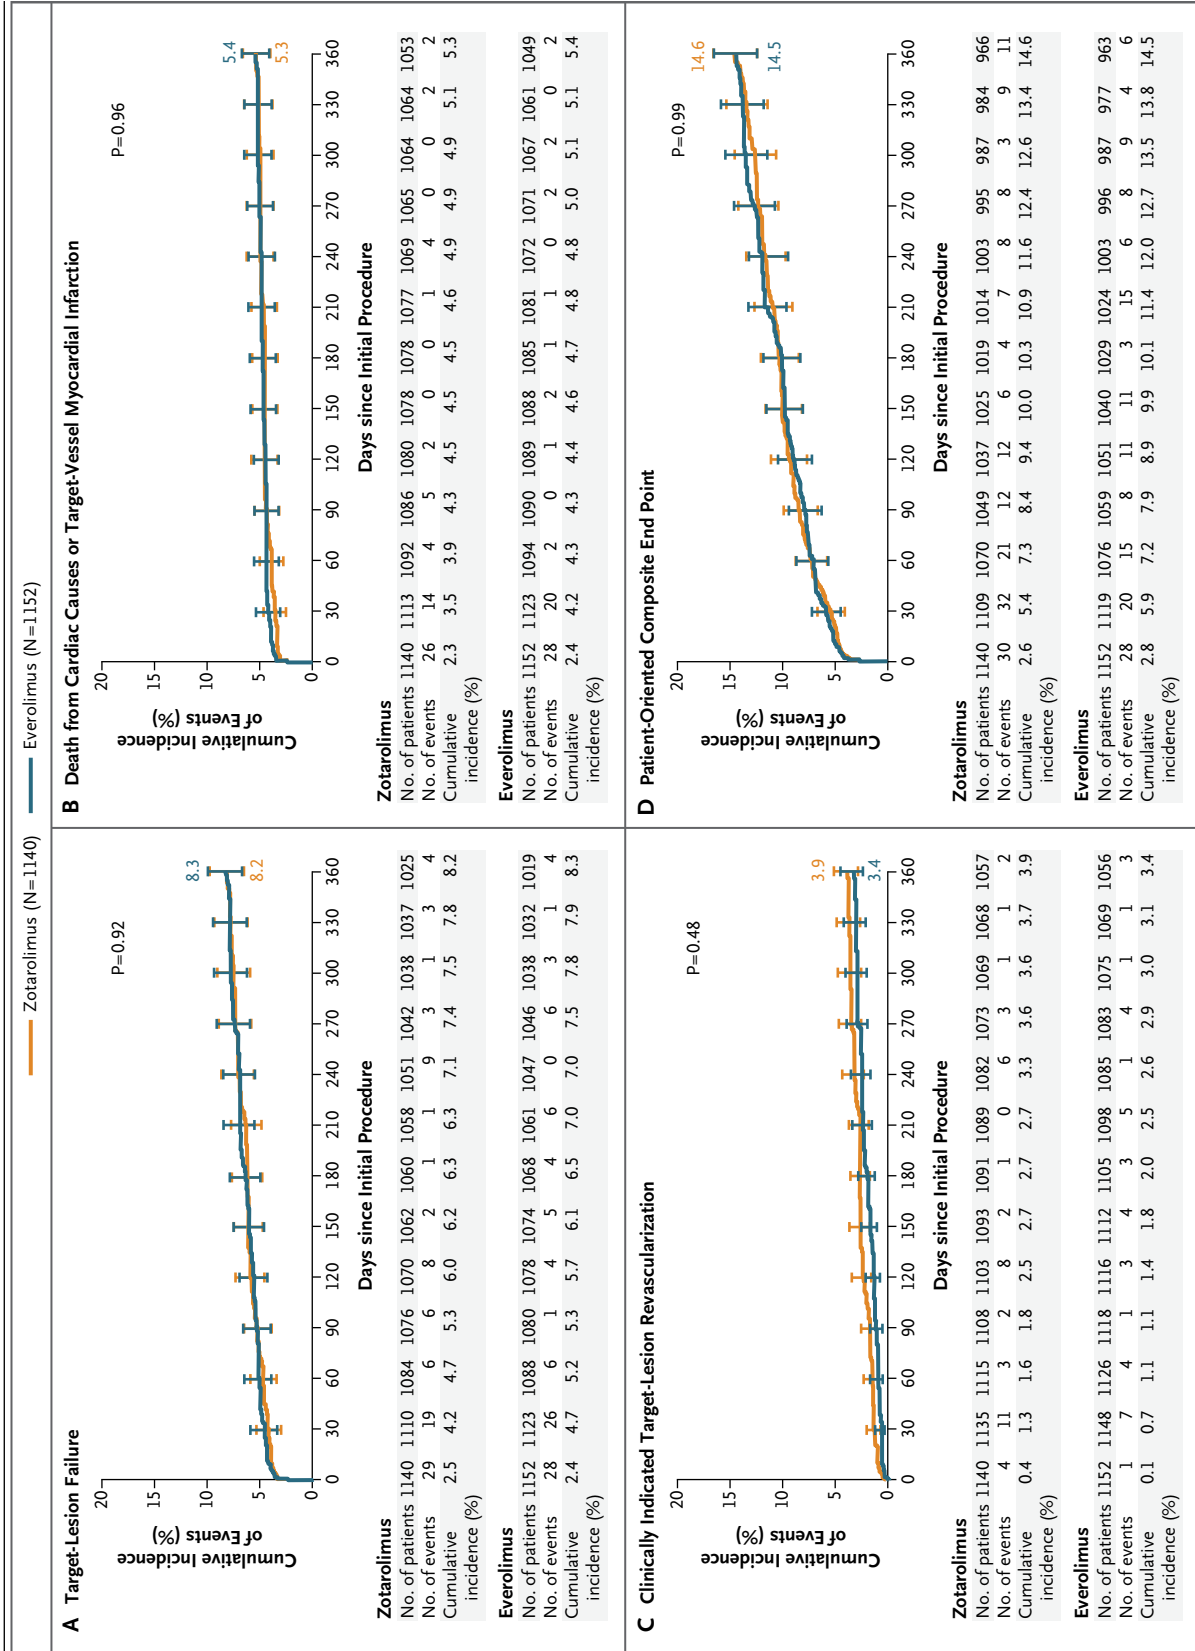 Zotarolimus (N=1140) Everolimus (N=1152)
A Target-Lesion Failure
Cumulative Incidence
of Events (%)
20
15
10
5
0
P=0.92
8.3
8.2
0 30 60 90 120 150 180 210 240 270 300 330 360
Days since Initial Procedure
Zotarolimus
No. of patients 1140 1110 1084 1076 1070 1062 1060 1058 1051 1042 1038 1037 1025
No. of events 29 19 6 6 8 2 1 1 9 3 1 3 4
Cumulative 2.5 4.2 4.7 5.3 6.0 6.2 6.3 6.3 7.1 7.4 7.5 7.8 8.2
incidence (%)
Everolimus
No. of patients 1152 1123 1088 1080 1078 1074 1068 1061 1047 1046 1038 1032 1019
No. of events 28 26 6 1 4 5 4 6 0 6 3 1 4
Cumulative 2.4 4.7 5.2 5.3 5.7 6.1 6.5 7.0 7.0 7.5 7.8 7.9 8.3
incidence (%)
B Death from Cardiac Causes or Target-Vessel Myocardial Infarction
Cumulative Incidence
of Events (%)
20
15
10
5
0
P=0.96
5.4
5.3
0 30 60 90 120 150 180 210 240 270 300 330 360
Days since Initial Procedure
Zotarolimus
No. of patients 1140 1113 1092 1086 1080 1078 1078 1077 1069 1065 1064 1064 1053
No. of events 26 14 4 5 2 0 0 1 4 0 0 2 2
Cumulative 2.3 3.5 3.9 4.3 4.5 4.5 4.5 4.6 4.9 4.9 4.9 5.1 5.3
incidence (%)
Everolimus
No. of patients 1152 1123 1094 1090 1089 1088 1085 1081 1072 1071 1067 1061 1049
No. of events 28 20 2 0 1 2 1 1 0 2 2 0 2
Cumulative 2.4 4.2 4.3 4.3 4.4 4.6 4.7 4.8 4.8 5.0 5.1 5.1 5.4
incidence (%)
C Clinically Indicated Target-Lesion Revascularization
Cumulative Incidence
of Events (%)
20
15
10
5
0
P=0.48
3.9
3.4
0 30 60 90 120 150 180 210 240 270 300 330 360
Days since Initial Procedure
Zotarolimus
No. of patients 1140 1135 1115 1108 1103 1093 1091 1089 1082 1073 1069 1068 1057
No. of events 4 11 3 2 8 2 1 0 6 3 1 1 2
Cumulative 0.4 1.3 1.6 1.8 2.5 2.7 2.7 2.7 3.3 3.6 3.6 3.7 3.9
incidence (%)
Everolimus
No. of patients 1152 1148 1126 1118 1116 1112 1105 1098 1085 1083 1075 1069 1056
No. of events 1 7 4 1 3 4 3 5 1 4 1 1 3
Cumulative 0.1 0.7 1.1 1.1 1.4 1.8 2.0 2.5 2.6 2.9 3.0 3.1 3.4
incidence (%)
D Patient-Oriented Composite End Point
Cumulative Incidence
of Events (%)
20
15
10
5
0
P=0.99
14.6
14.5
0 30 60 90 120 150 180 210 240 270 300 330 360
Days since Initial Procedure
Zotarolimus
No. of patients 1140 1109 1070 1049 1037 1025 1019 1014 1003 995 987 984 966
No. of events 30 32 21 12 12 6 4 7 8 8 3 9 11
Cumulative 2.6 5.4 7.3 8.4 9.4 10.0 10.3 10.9 11.6 12.4 12.6 13.4 14.6
incidence (%)
Everolimus
No. of patients 1152 1119 1076 1059 1051 1040 1029 1024 1003 996 987 977 963
No. of events 28 20 15 8 11 11 3 15 6 8 9 4 6
Cumulative 2.8 5.9 7.2 7.9 8.9 9.9 10.1 11.4 12.0 12.7 13.5 13.8 14.5
incidence (%)